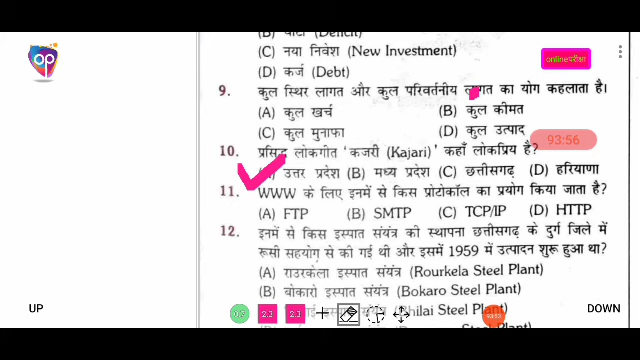 (B) घाटा (Deficit)
(C) नया निवेश (New Investment)
(D) कर्ज (Debt)
onlineपरीक्षा
op
9. कुल स्थिर लागत और कुल परिवर्तनीय लागत का योग कहलाता है।
(A) कुल खर्च (B) कुल कीमत
(C) कुल मुनाफा (D) कुल उत्पाद
93:56
10. प्रसिद्ध लोकगीत 'कजरी (Kajari)' कहाँ लोकप्रिय है?
उत्तर प्रदेश (B) मध्य प्रदेश (C) छत्तीसगढ़ (D) हरियाणा
11. WWW के लिए इनमें से किस प्रोटोकॉल का प्रयोग किया जाता है?
(A) FTP (B) SMTP (C) TCP/IP (D) HTTP
12. इनमें से किस इस्पात संयंत्र की स्थापना छत्तीसगढ़ के दुर्ग जिले में
रूसी सहयोग से की गई थी और इसमें 1959 में उत्पादन शुरू हुआ था?
(A) राउरकेला इस्पात संयंत्र (Rourkela Steel Plant)
(B) बोकारो इस्पात संयंत्र (Bokaro Steel Plant)
Steel Plant)
UP
DOWN